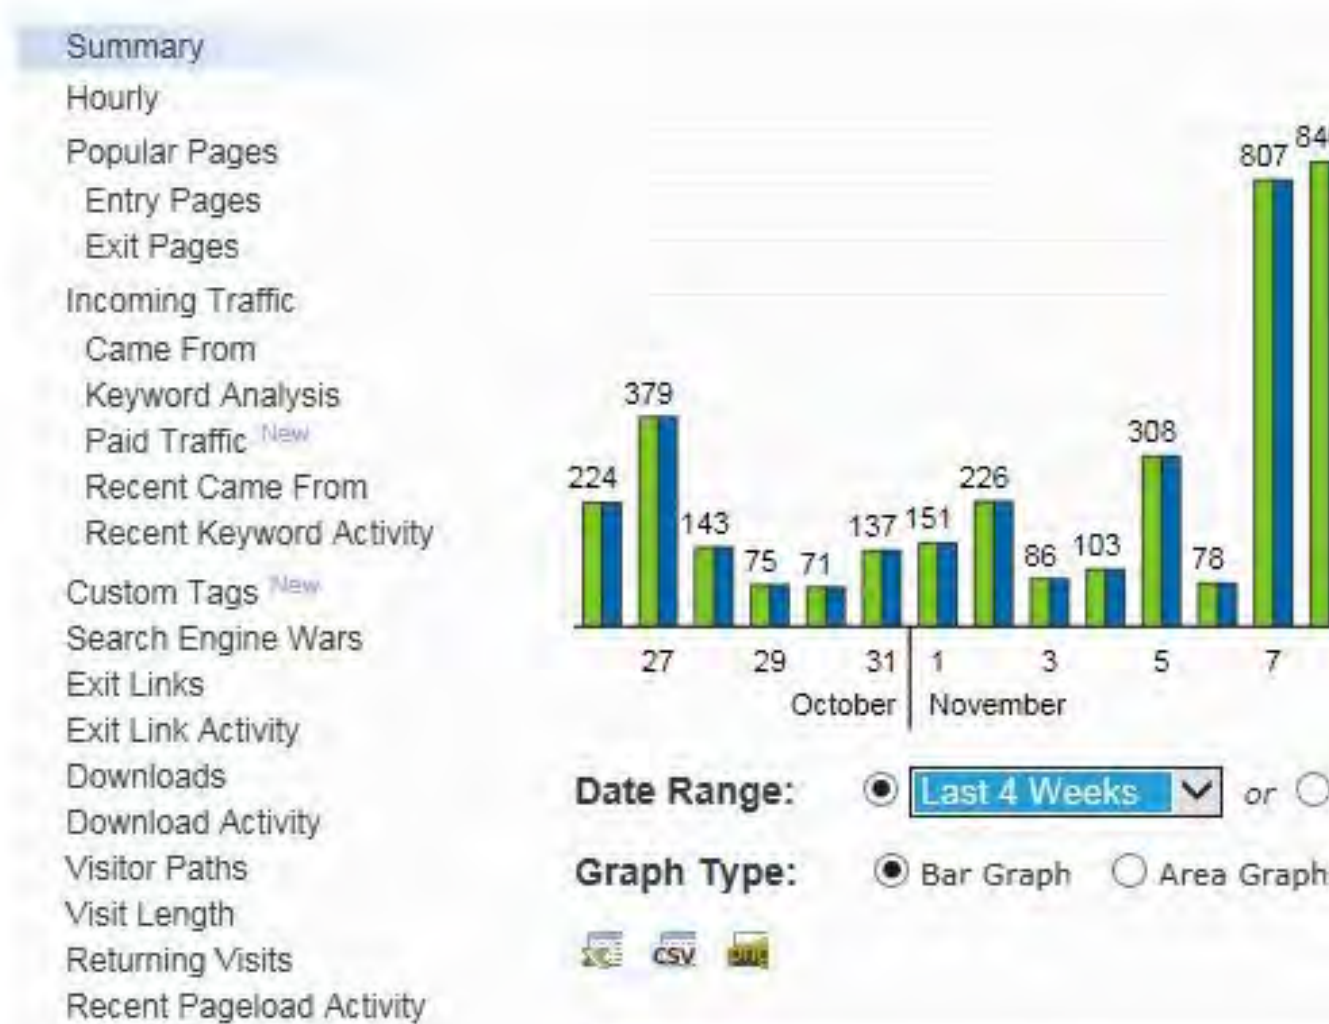 Summary
Hourly
Popular Pages
Entry Pages
Exit Pages
Incoming Traffic
Came From
Keyword Analysis
Paid Traffic New
Recent Came From
Recent Keyword Activity
Custom Tags New
Search Engine Wars
Exit Links
Exit Link Activity
Downloads
Download Activity
Visitor Paths
Visit Length
Returning Visits
Recent Pageload Activity
224 379 143 75 71 137 151 226 86 103 308 78 807
27 29 31 1 3 5 7
October November
Date Range: Last 4 Weeks or
Graph Type: Bar Graph Area Graph
CSV png